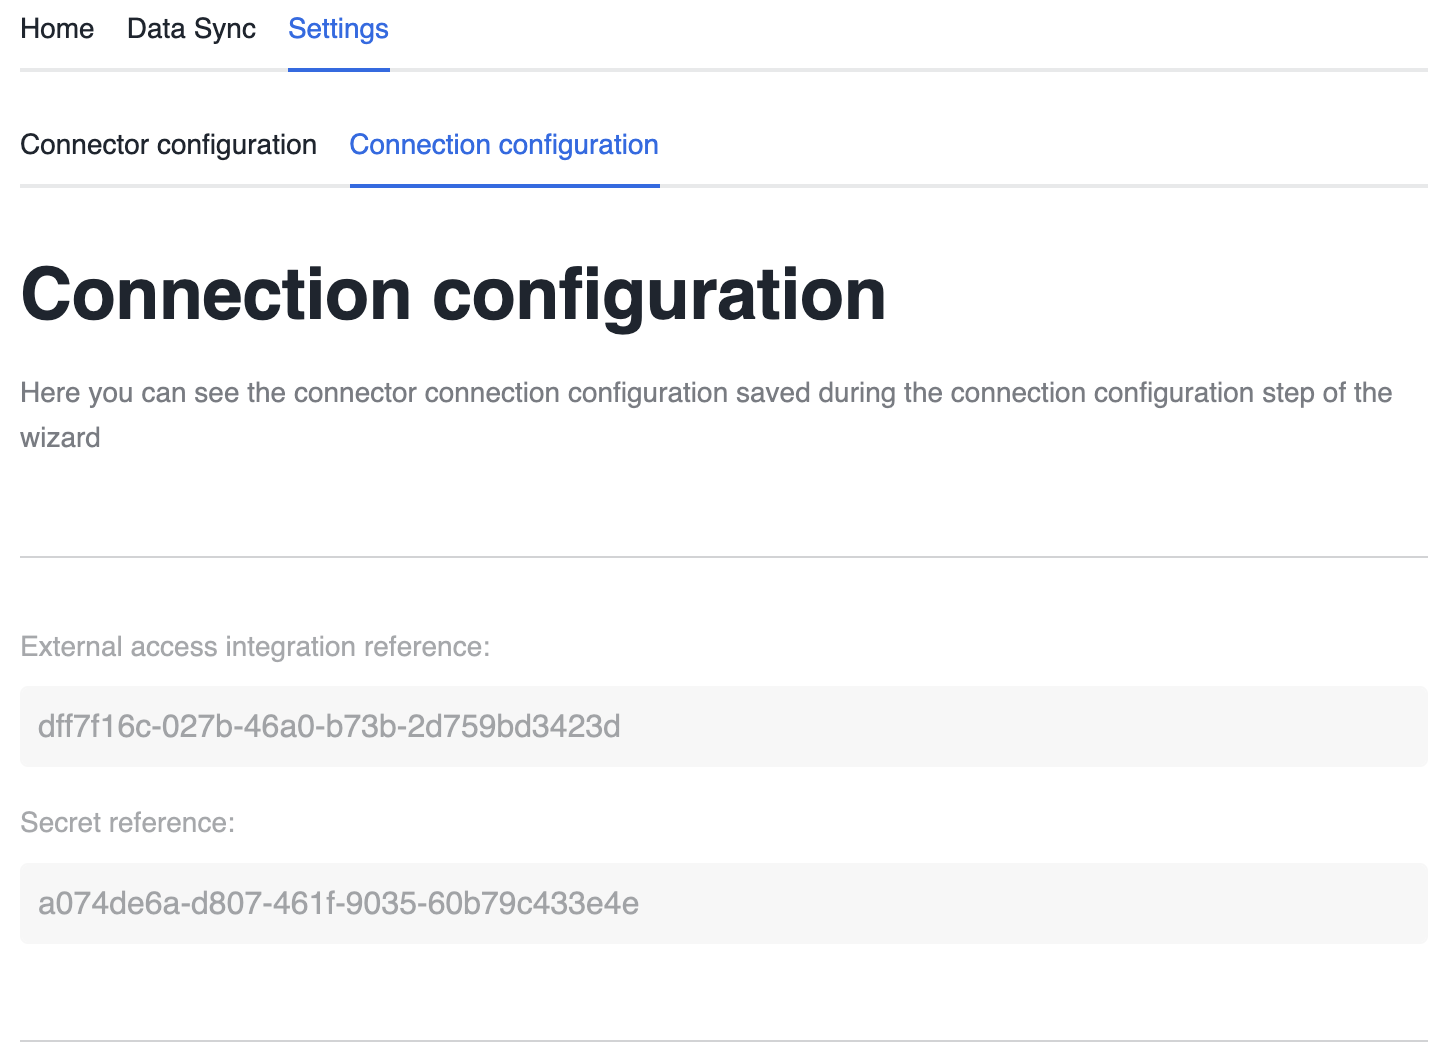 Home Data Sync Settings
Connector configuration Connection configuration
Connection configuration
Here you can see the connector connection configuration saved during the connection configuration step of the
wizard
External access integration reference:
dff7f16c-027b-46a0-b73b-2d759bd3423d
Secret reference:
a074de6a-d807-461f-9035-60b79c433e4e